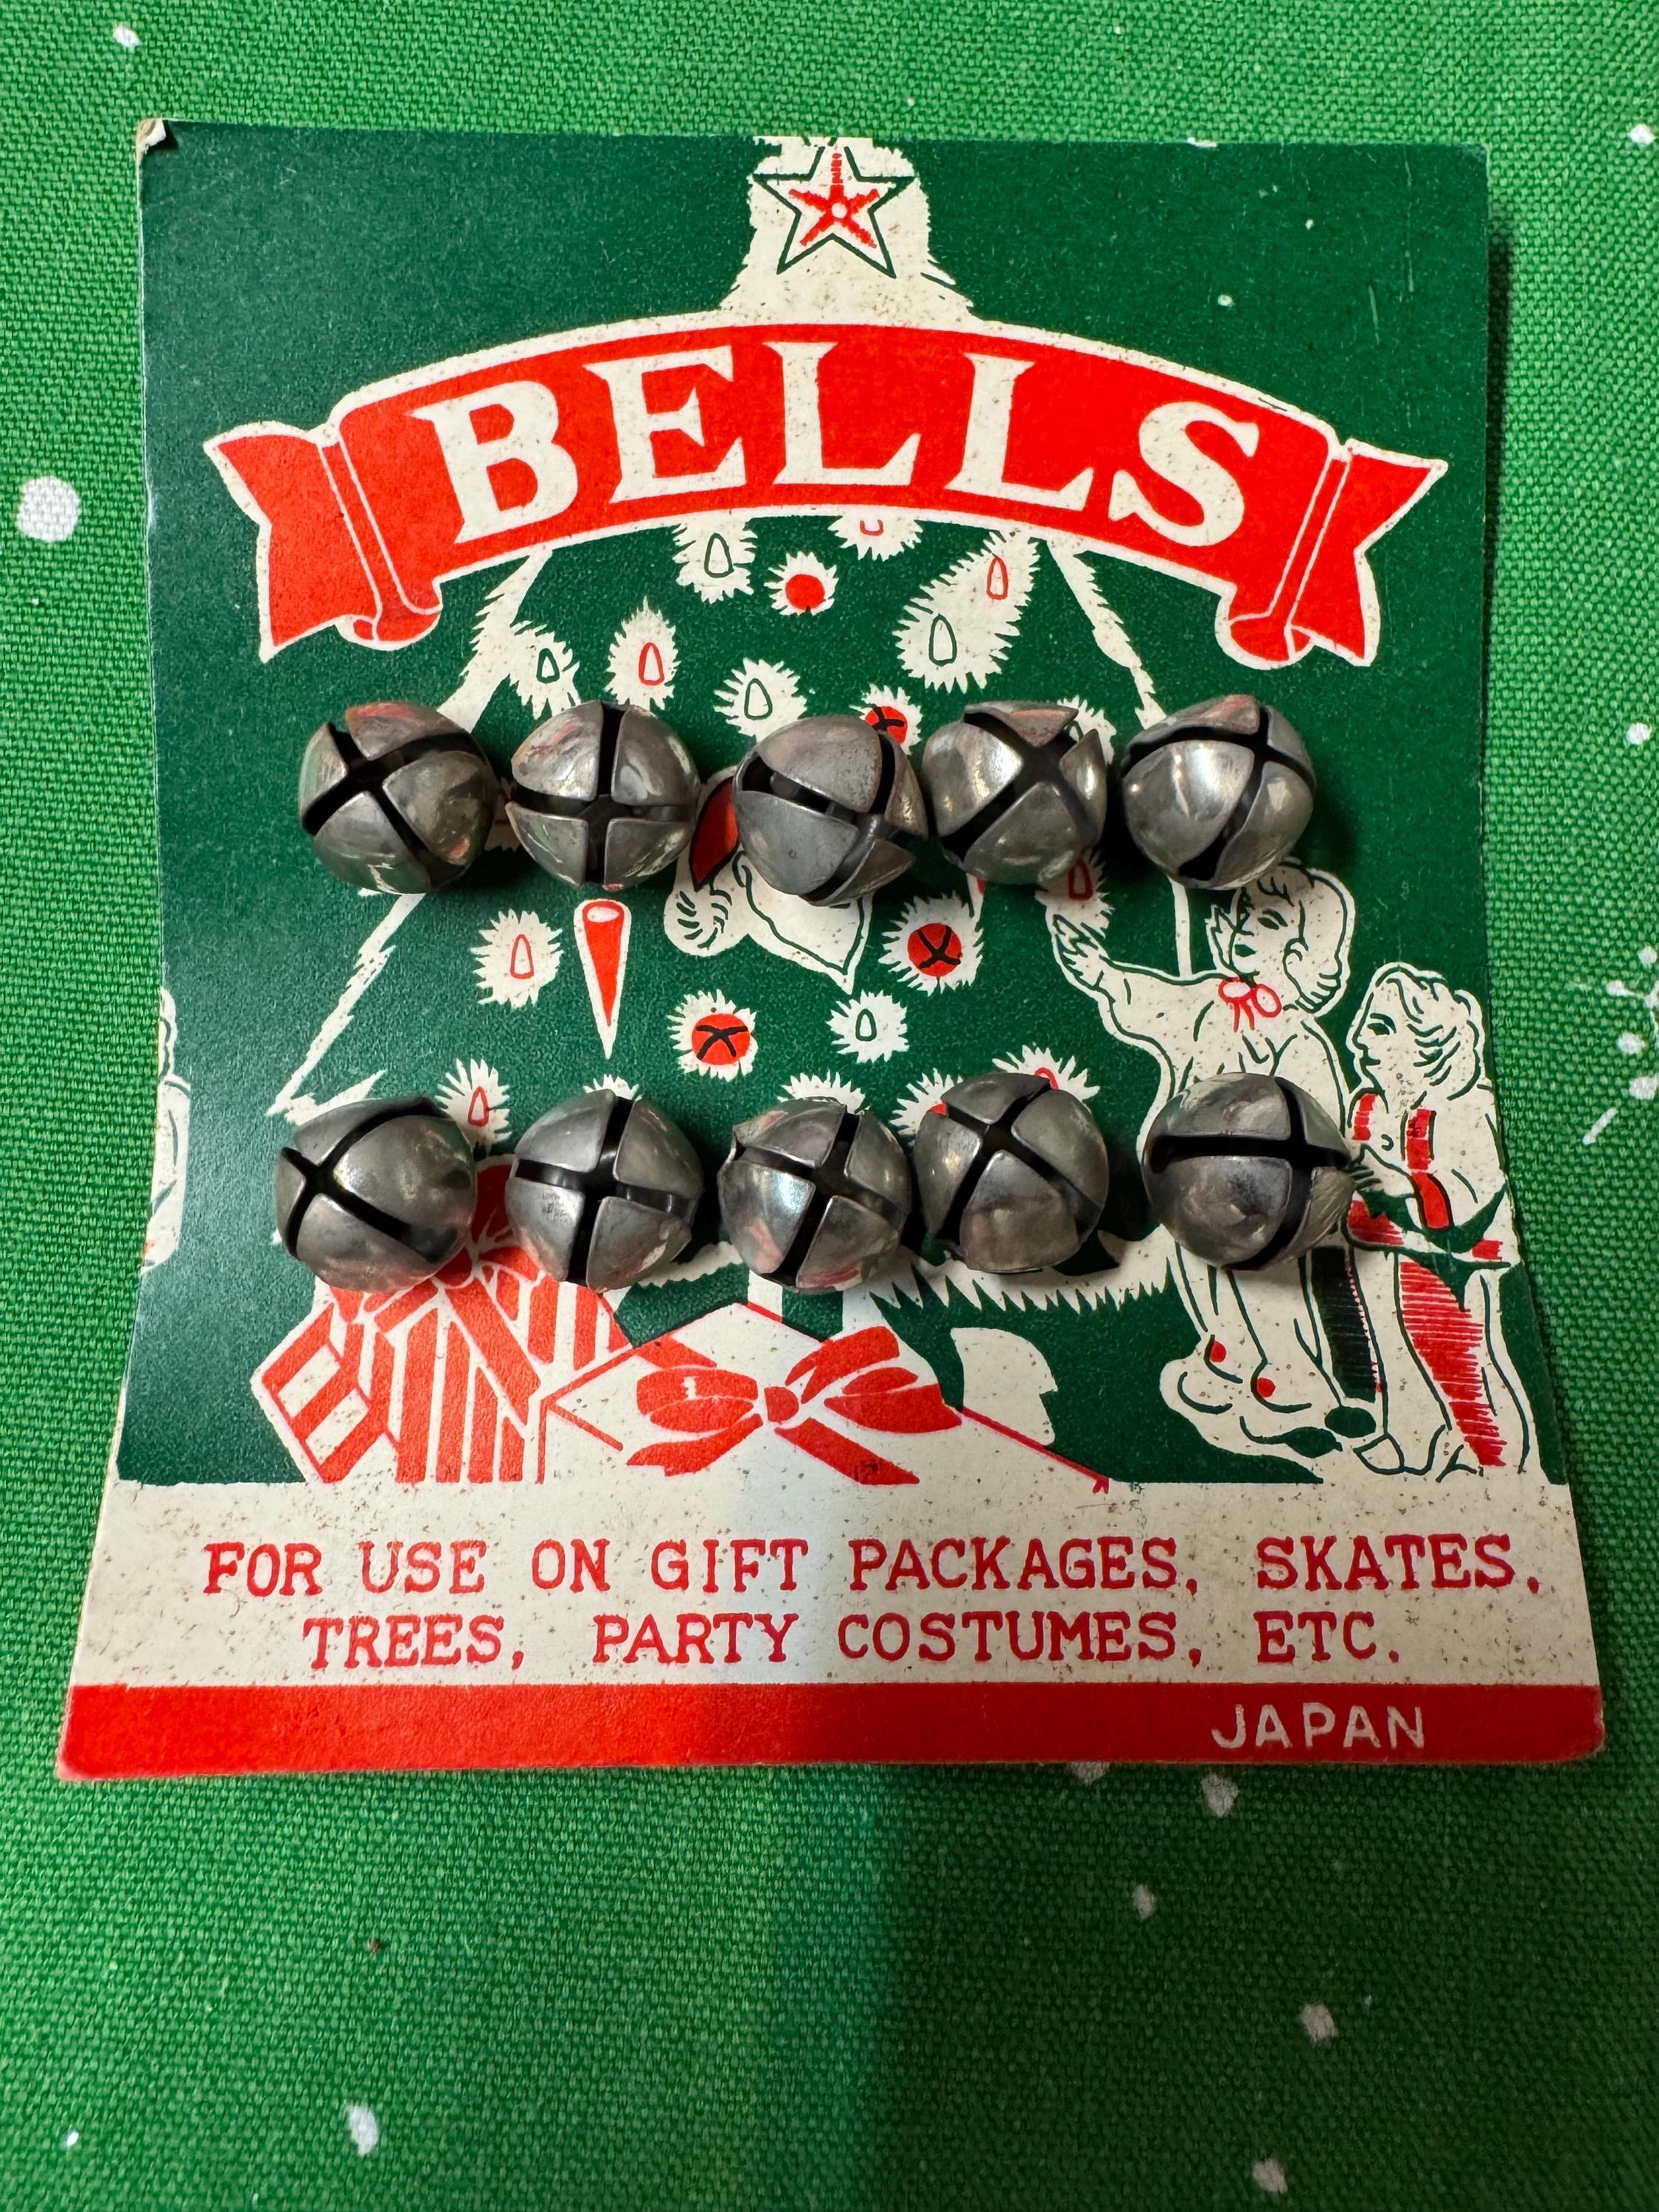 BELLS
FOR USE ON GIFT PACKAGES, SKATES,
TREES, PARTY COSTUMES, ETC.
JAPAN